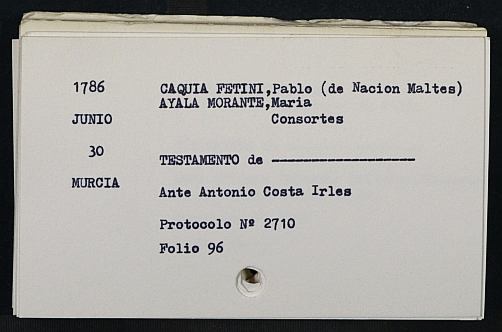 1786 CAQUIA FETINI,Pablo (de Nacion Maltes)
AYALA MORANTE,Maria
JUNIO Consortes
30
TESTAMENTO de ------------------
MURCIA
Ante Antonio Costa Irles
Protocolo Nº 2710
Folio 96